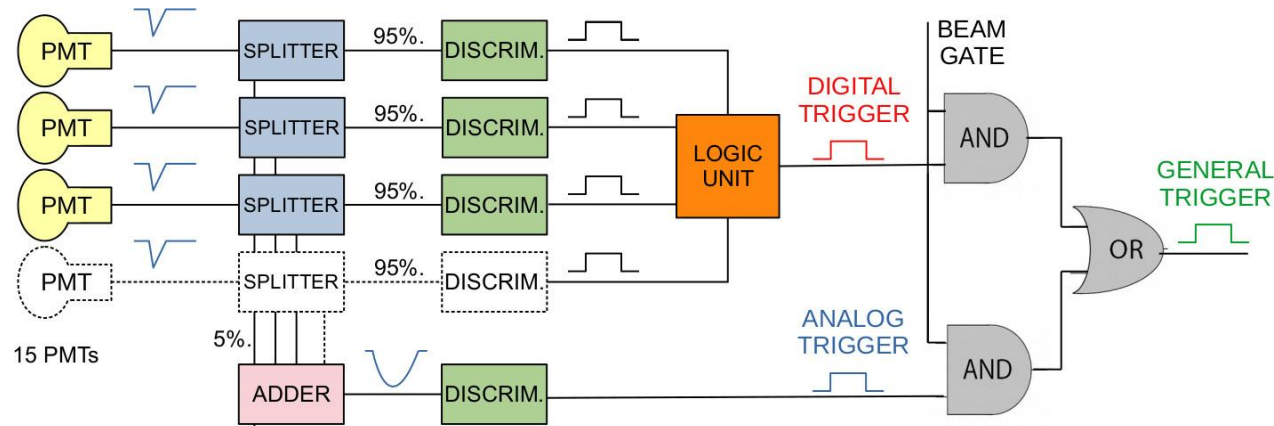 PMT
SPLITTER
95%.
DISCRIM.
PMT
SPLITTER
95%.
DISCRIM.
PMT
SPLITTER
95%.
DISCRIM.
PMT
SPLITTER
95%.
DISCRIM.
15 PMTs
5%.
ADDER
DISCRIM.
LOGIC
UNIT
DIGITAL
TRIGGER
ANALOG
TRIGGER
BEAM
GATE
AND
AND
OR
GENERAL
TRIGGER